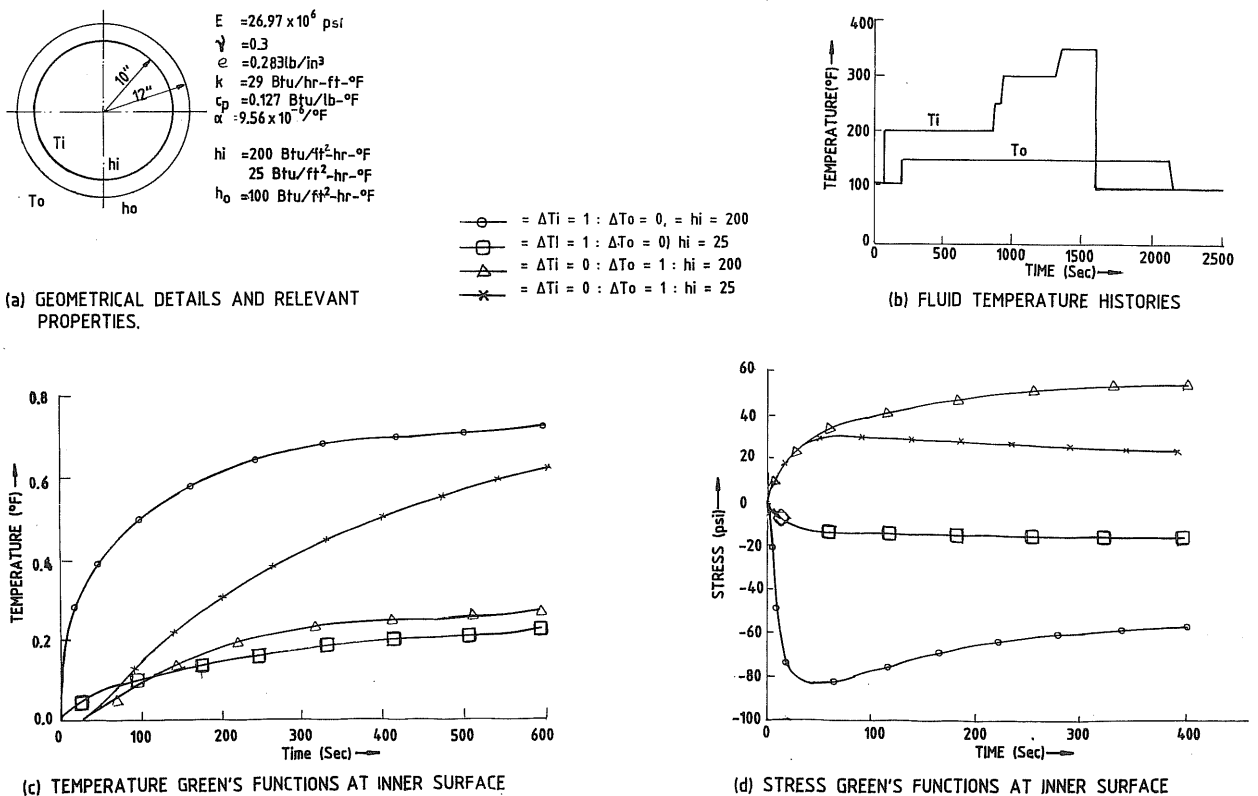 E =26.97 x 10⁶ psi
γ =0.3
e =0.283lb/in³
k =29 Btu/hr-ft-°F
cp =0.127 Btu/lb-°F
α =9.56 x 10⁻⁶/°F
hi =200 Btu/ft²-hr-°F
25 Btu/ft²-hr-°F
ho =100 Btu/ft²-hr-°F
10"
12"
Ti
hi
To
ho
(a) GEOMETRICAL DETAILS AND RELEVANT
PROPERTIES.
= ΔTi = 1 : ΔTo = 0, = hi = 200
= ΔTI = 1 : ΔTo = 0) hi = 25
= ΔTi = 0 : ΔTo = 1 : hi = 200
= ΔTi = 0 : ΔTo = 1 : hi = 25
TEMPERATURE(°F)
400
300
200
100
0
Ti
To
0 500 1000 1500 2000 2500
TIME (Sec)
(b) FLUID TEMPERATURE HISTORIES
TEMPERATURE (°F)
0.8
0.6
0.4
0.2
0.0
0 100 200 300 400 500 600
Time (Sec)
(c) TEMPERATURE GREEN'S FUNCTIONS AT INNER SURFACE
STRESS (psi)
60
40
20
0
-20
-40
-60
-80
-100
0 100 200 300 400
TIME (Sec)
(d) STRESS GREEN'S FUNCTIONS AT INNER SURFACE